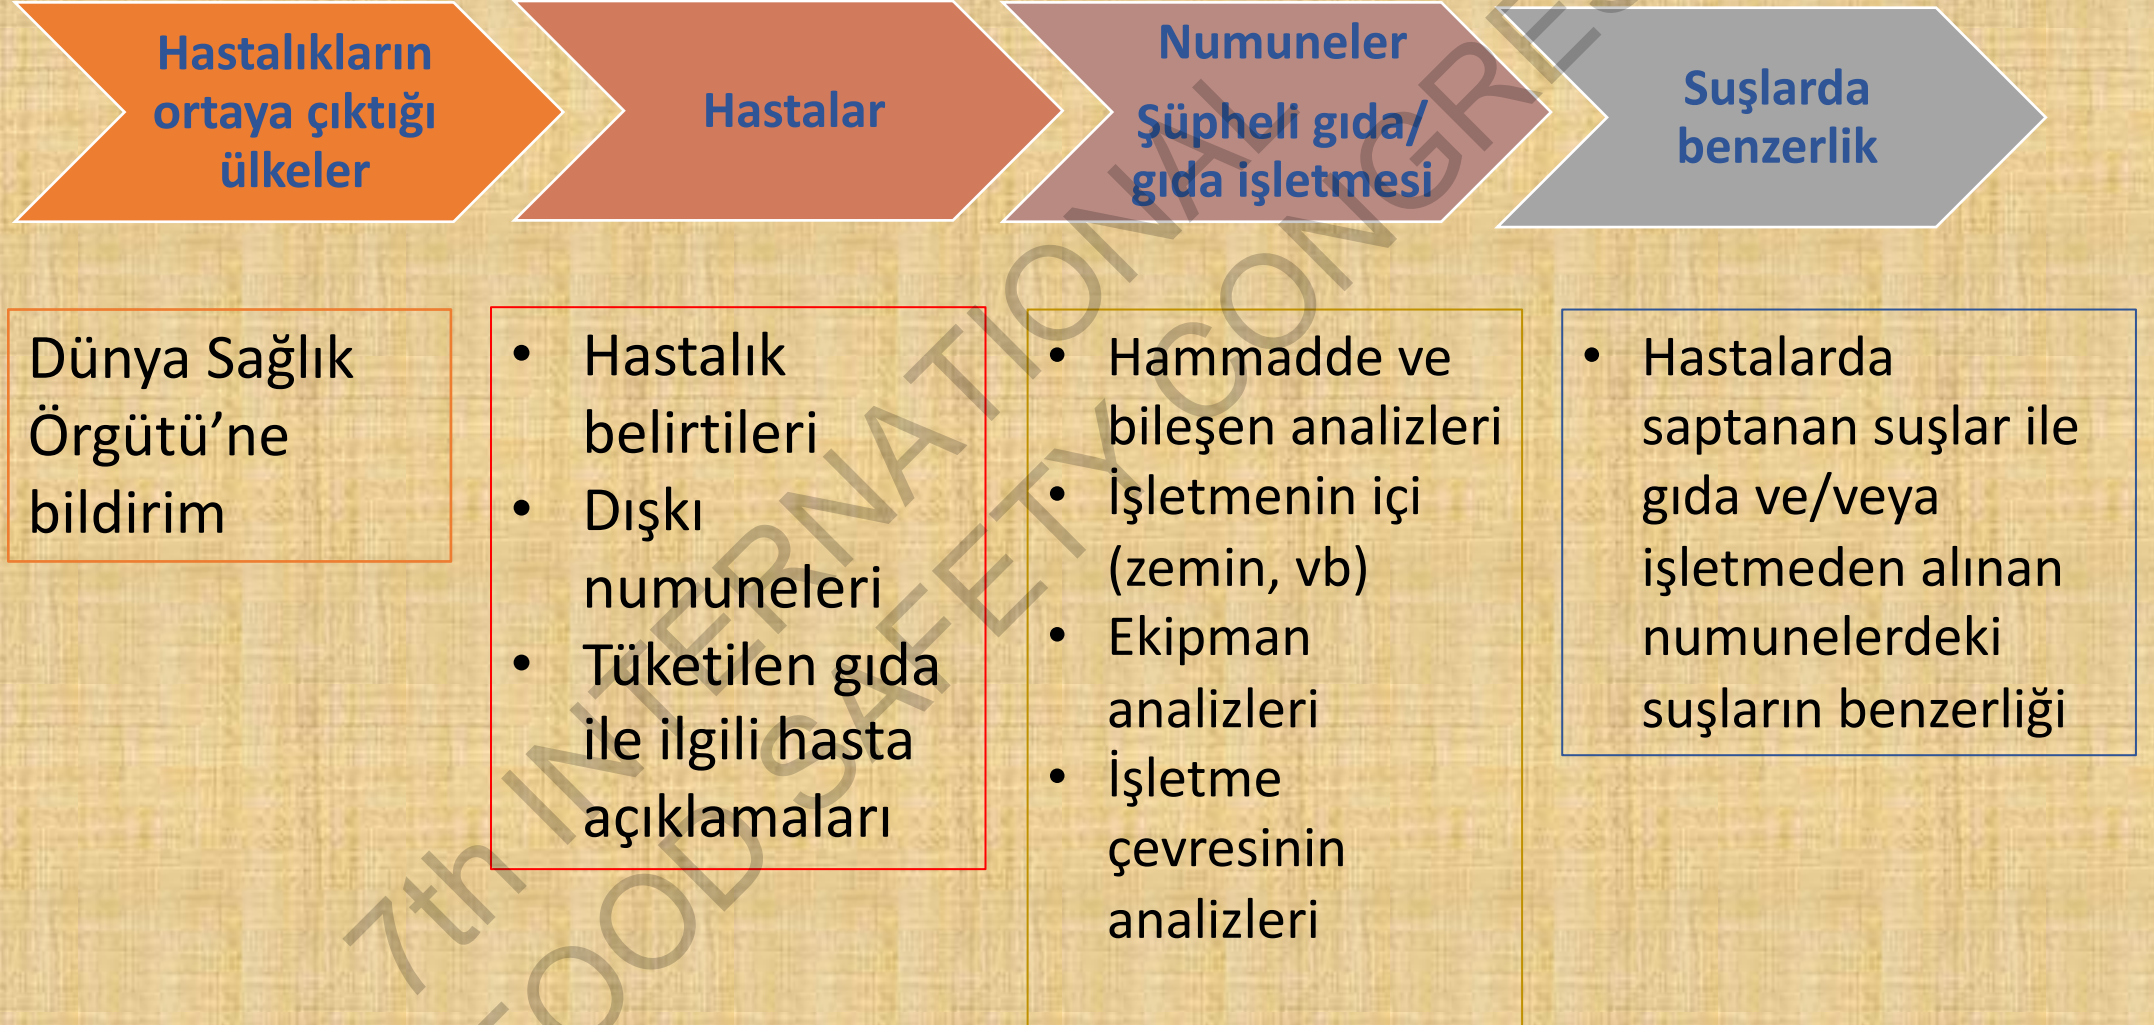 Hastalıkların
ortaya çıktığı
ülkeler
Hastalar
Numuneler
Şüpheli gıda/
gıda işletmesi
Suşlarda
benzerlik
Dünya Sağlık
Örgütü’ne
bildirim
• Hastalık
belirtileri
• Dışkı
numuneleri
• Tüketilen gıda
ile ilgili hasta
açıklamaları
• Hammadde ve
bileşen analizleri
• İşletmenin içi
(zemin, vb)
• Ekipman
analizleri
• İşletme
çevresinin
analizleri
• Hastalarda
saptanan suşlar ile
gıda ve/veya
işletmeden alınan
numunelerdeki
suşların benzerliği
7th INTERNATIONAL
FOOD SAFETY CONGRES